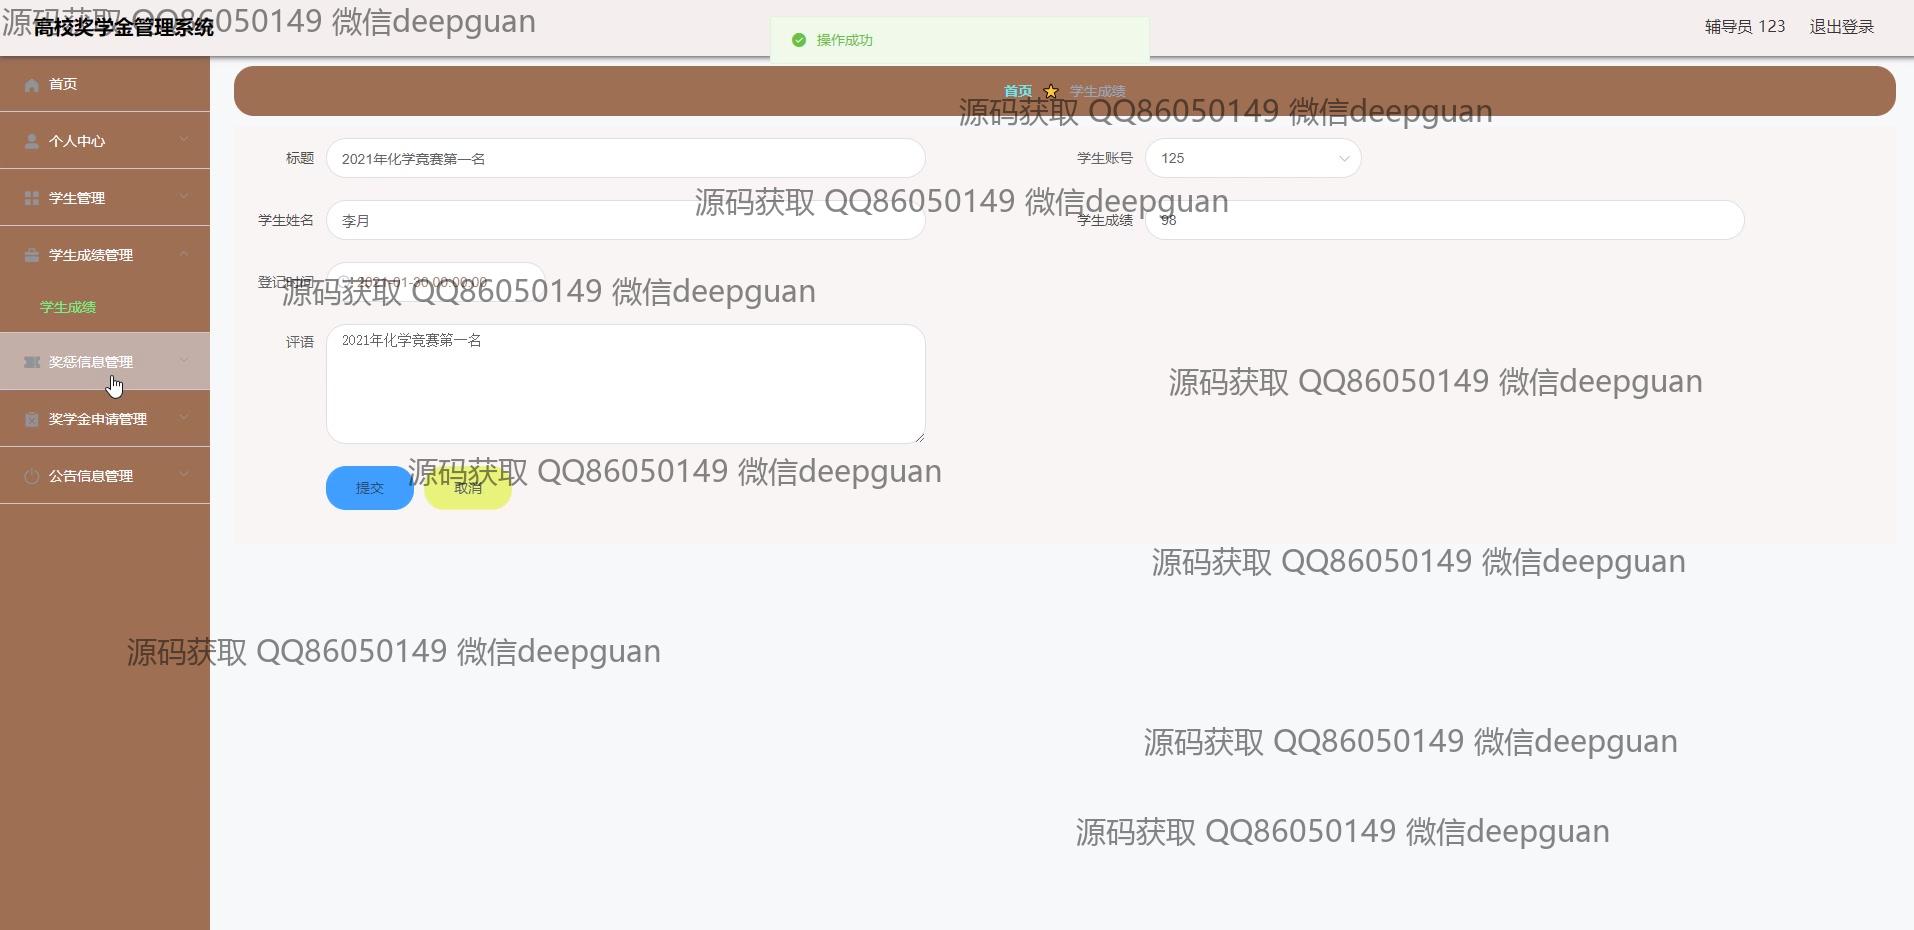 源码获取 QQ86050149 微信deepguan
高校奖学金管理系统
操作成功
辅导员 123
退出登录
首页
个人中心
学生管理
学生成绩管理
学生成绩
奖惩信息管理
奖学金申请管理
公告信息管理
首页 学生成绩
源码获取 QQ86050149 微信deepguan
标题 2021年化学竞赛第一名
学生账号 125
源码获取 QQ86050149 微信deepguan
学生姓名 李月
学生成绩 98
登记时间 2021-01-30 00:00:00
源码获取 QQ86050149 微信deepguan
评语 2021年化学竞赛第一名
源码获取 QQ86050149 微信deepguan
源码获取 QQ86050149 微信deepguan
提交 取消
源码获取 QQ86050149 微信deepguan
源码获取 QQ86050149 微信deepguan
源码获取 QQ86050149 微信deepguan
源码获取 QQ86050149 微信deepguan